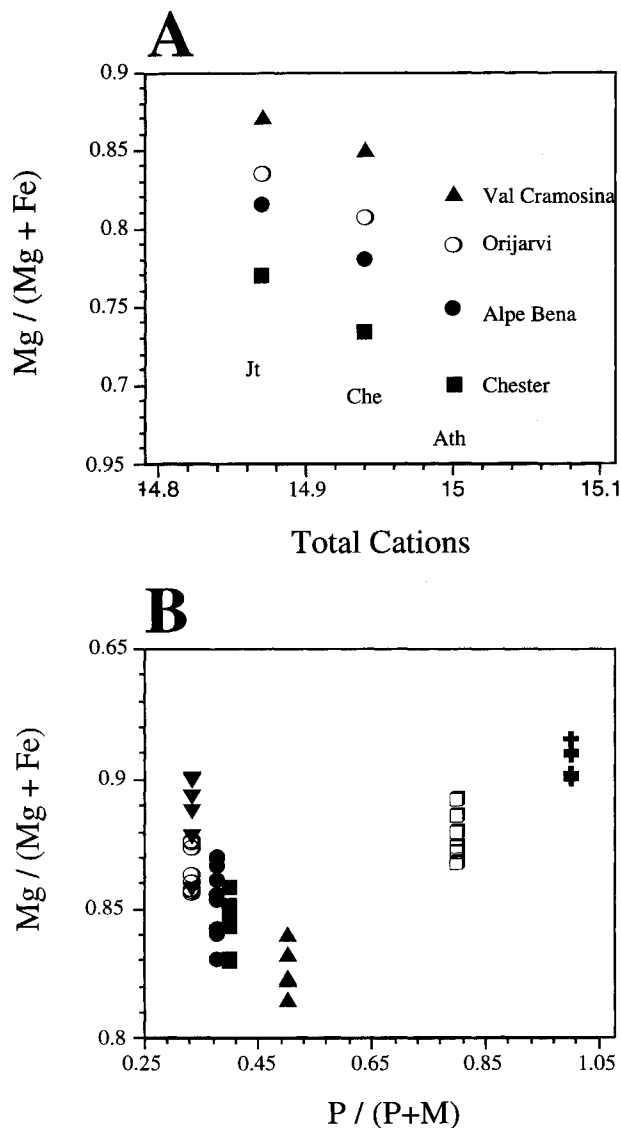 A
Mg / (Mg + Fe)
0.9
0.85
0.8
0.75
0.7
0.95
Val Cramosina
Orijarvi
Alpe Bena
Chester
Jt
Che
Ath
14.8 14.9 15 15.1
Total Cations
B
Mg / (Mg + Fe)
0.65
0.9
0.85
0.8
0.25 0.45 0.65 0.85 1.05
P / (P+M)